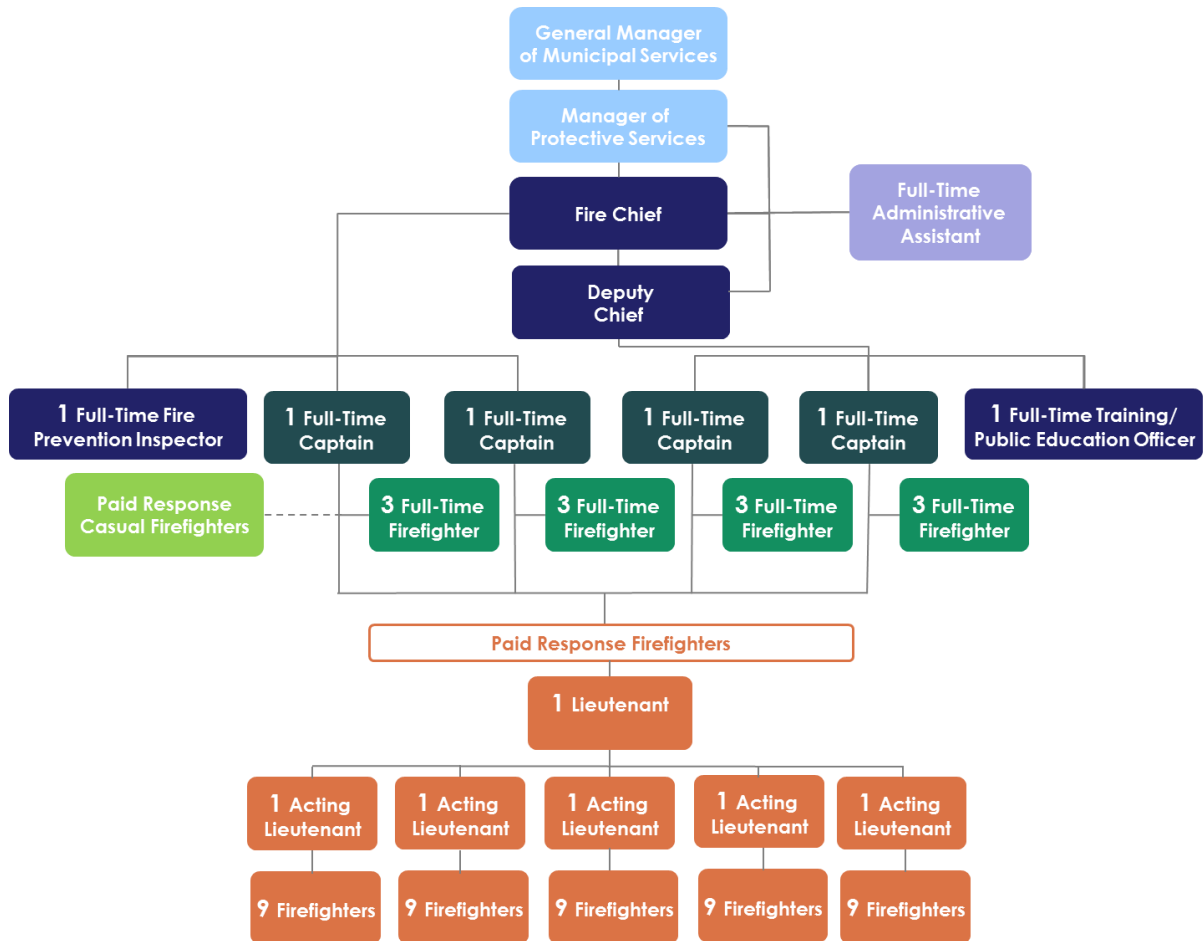 General Manager
of Municipal Services
Manager of
Protective Services
Fire Chief
Full-Time
Administrative
Assistant
Deputy
Chief
1 Full-Time Fire
Prevention Inspector
1 Full-Time
Captain
1 Full-Time
Captain
1 Full-Time
Captain
1 Full-Time
Captain
1 Full-Time Training/
Public Education Officer
Paid Response
Casual Firefighters
3 Full-Time
Firefighter
3 Full-Time
Firefighter
3 Full-Time
Firefighter
3 Full-Time
Firefighter
Paid Response Firefighters
1 Lieutenant
1 Acting
Lieutenant
1 Acting
Lieutenant
1 Acting
Lieutenant
1 Acting
Lieutenant
1 Acting
Lieutenant
9 Firefighters
9 Firefighters
9 Firefighters
9 Firefighters
9 Firefighters